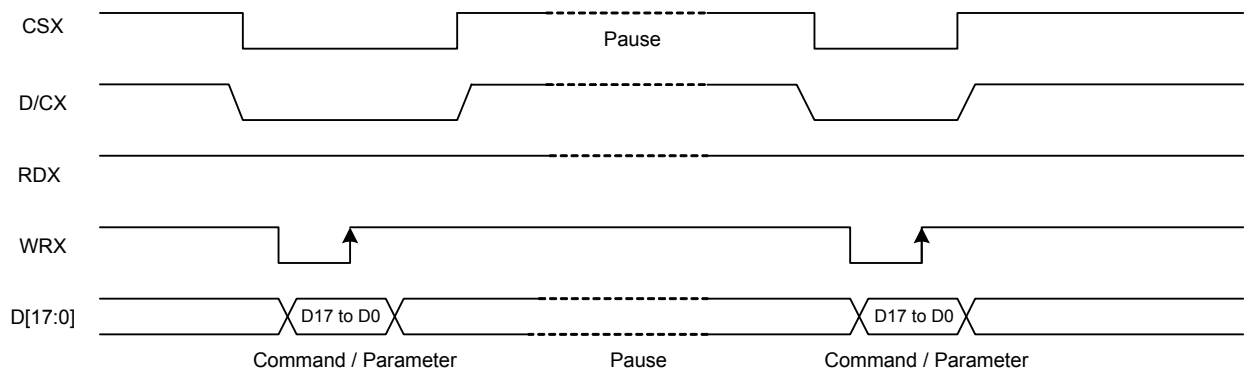 CSX
Pause
D/CX
RDX
WRX
D[17:0]
D17 to D0
D17 to D0
Command / Parameter
Pause
Command / Parameter